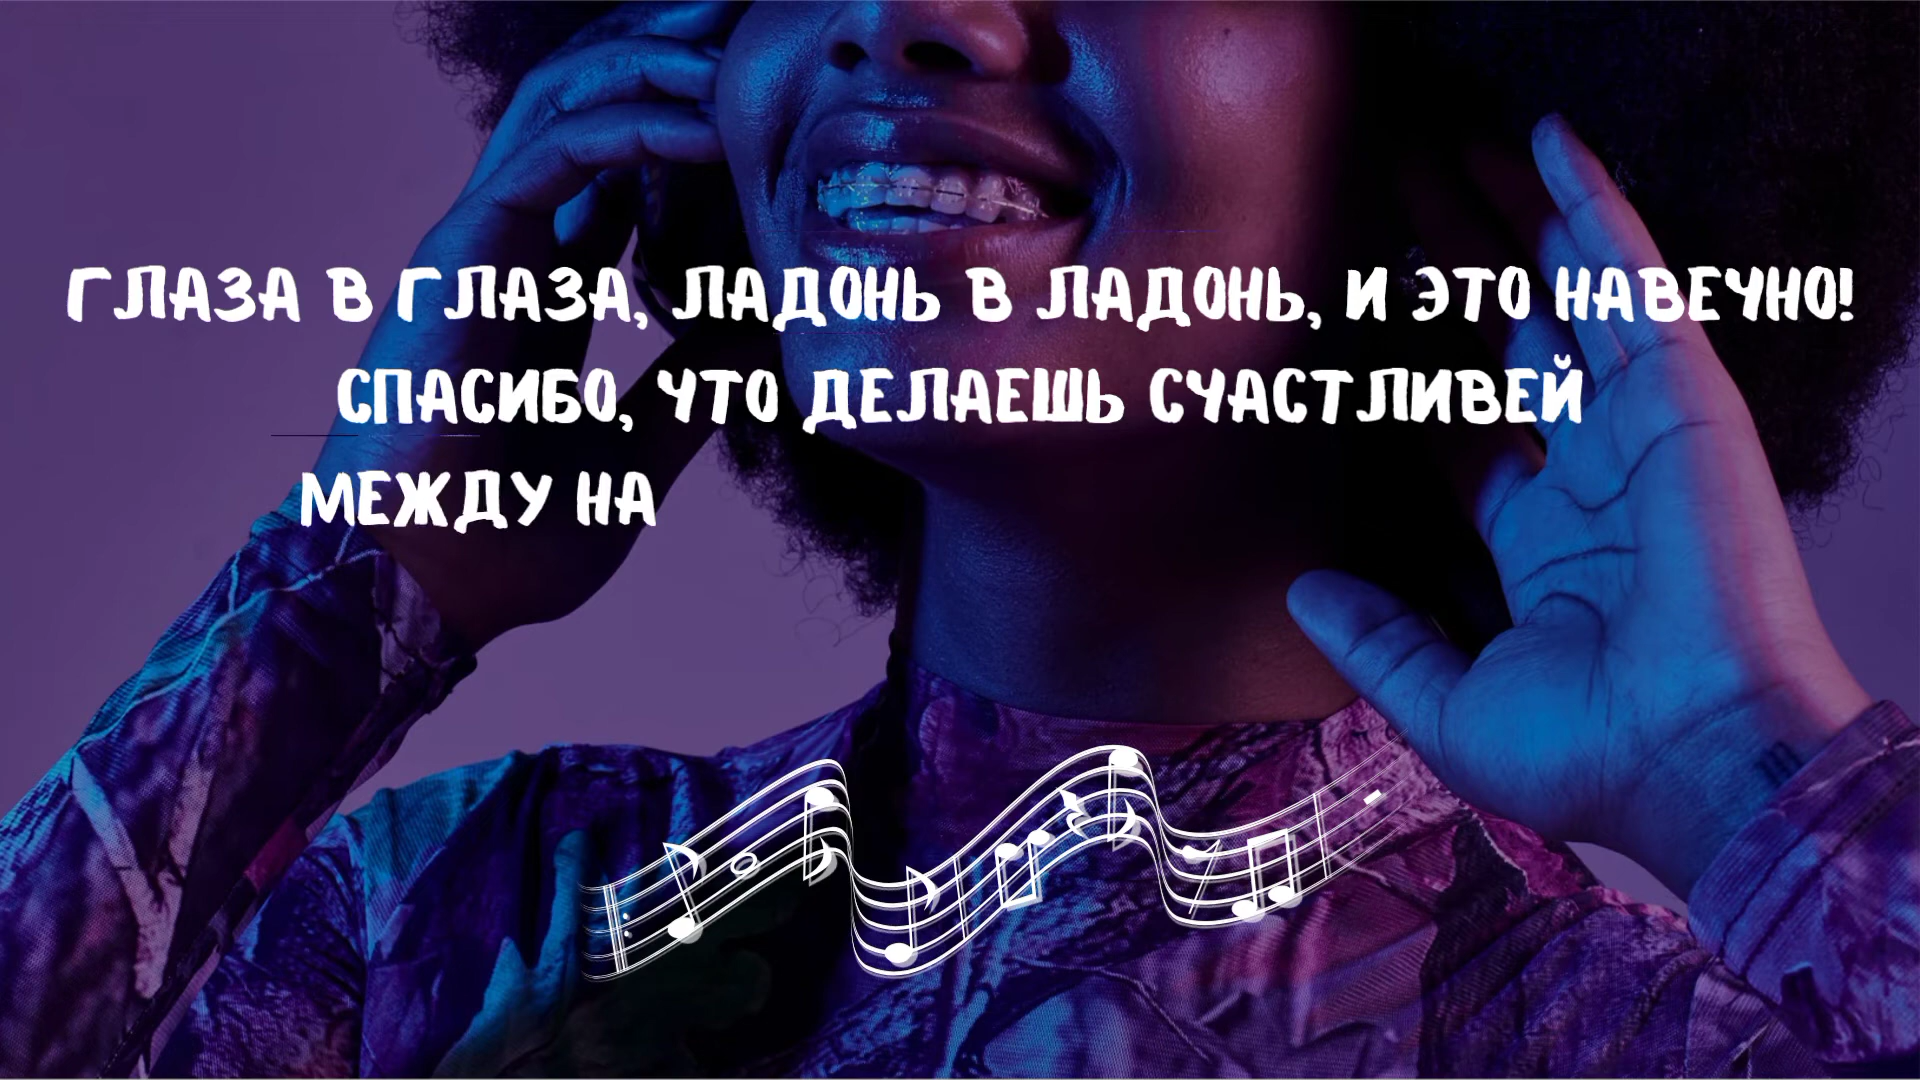 ГЛАЗА В ГЛАЗА, ЛАДОНЬ В ЛАДОНЬ, И ЭТО НАВЕЧНО!
СПАСИБО, ЧТО ДЕЛАЕШЬ СЧАСТЛИВЕЙ
МЕЖДУ НА